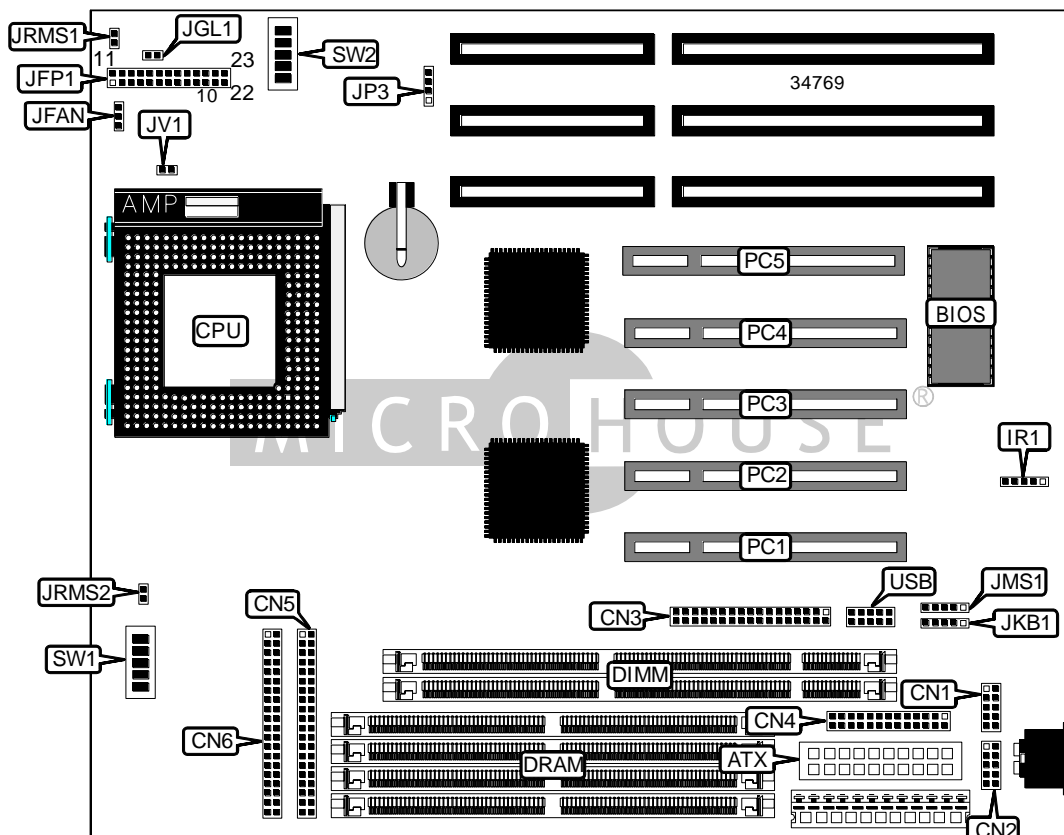 JRMS1
JGL1
SW2
11
23
JFP1
10
22
JP3
34769
JFAN
JV1
AMP
PC5
BIOS
CPU
PC4
PC3
MICROHOUSE®
IR1
PC2
PC1
JRMS2
CN5
CN3
USB
JMS1
JKB1
SW1
DIMM
CN1
CN6
CN4
DRAM
ATX
CN2